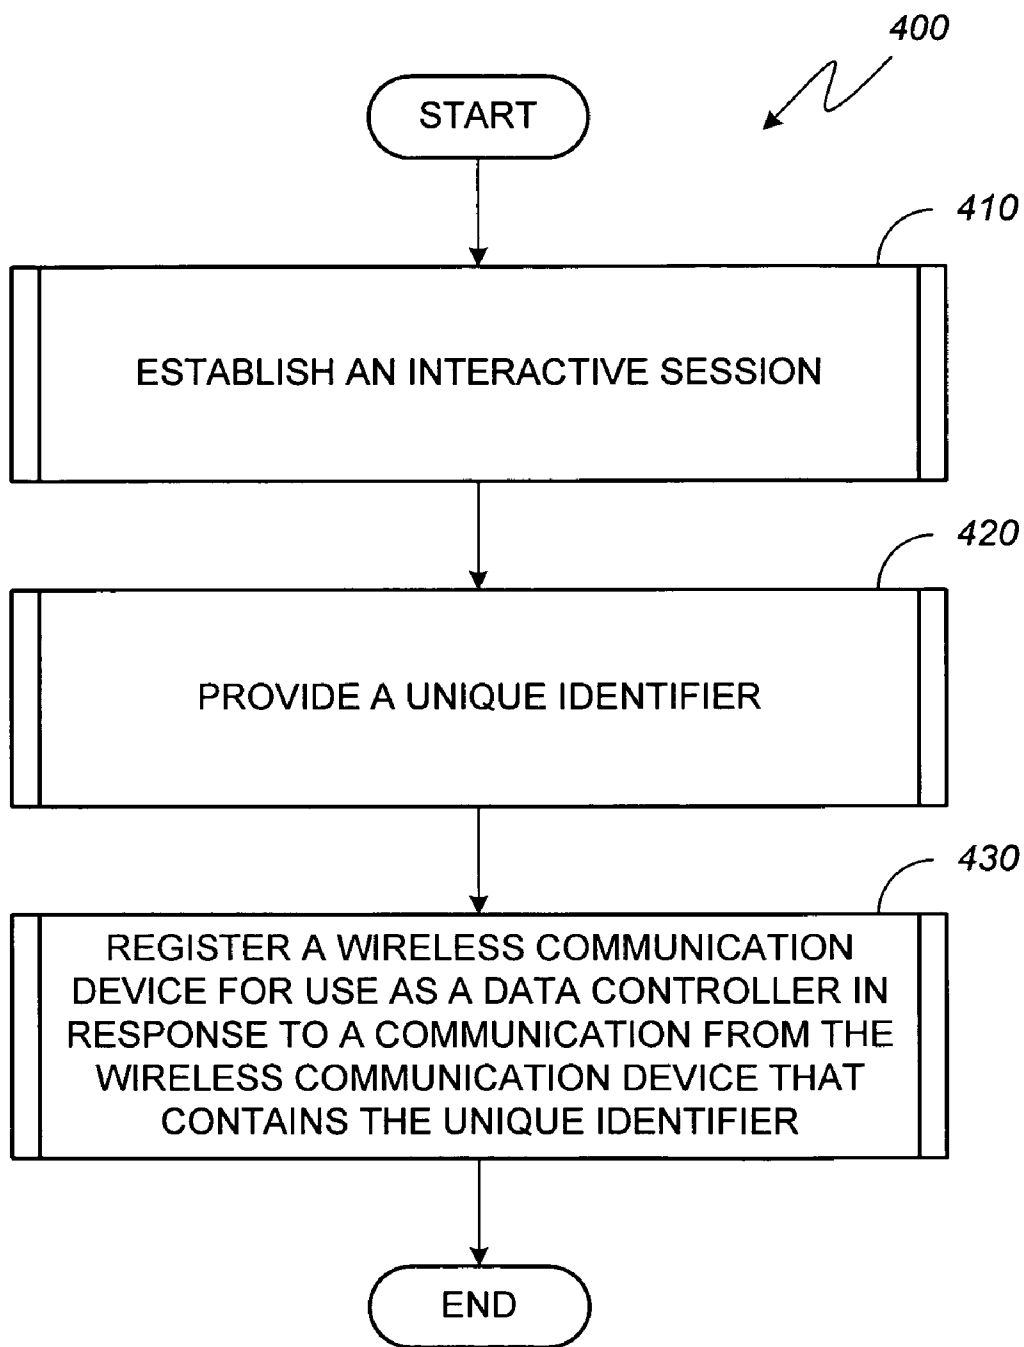 400
START
410
ESTABLISH AN INTERACTIVE SESSION
420
PROVIDE A UNIQUE IDENTIFIER
430
REGISTER A WIRELESS COMMUNICATION
DEVICE FOR USE AS A DATA CONTROLLER IN
RESPONSE TO A COMMUNICATION FROM THE
WIRELESS COMMUNICATION DEVICE THAT
CONTAINS THE UNIQUE IDENTIFIER
END